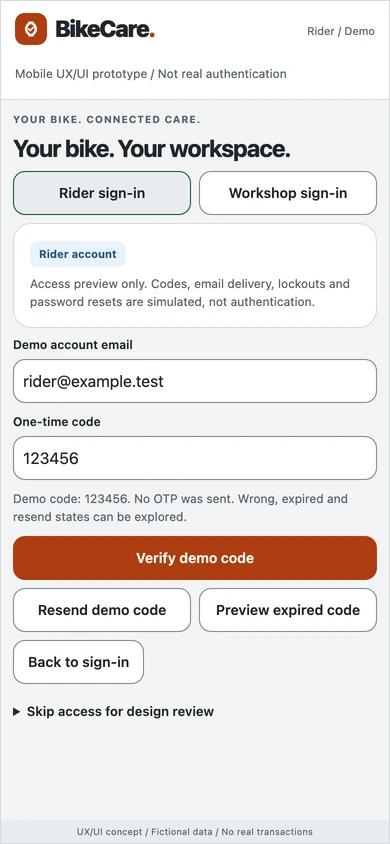 BikeCare.
Rider / Demo
Mobile UX/UI prototype / Not real authentication
YOUR BIKE. CONNECTED CARE.
Your bike. Your workspace.
Rider sign-in
Workshop sign-in
Rider account
Access preview only. Codes, email delivery, lockouts and
password resets are simulated, not authentication.
Demo account email
rider@example.test
One-time code
123456
Demo code: 123456. No OTP was sent. Wrong, expired and
resend states can be explored.
Verify demo code
Resend demo code
Preview expired code
Back to sign-in
Skip access for design review
UX/UI concept / Fictional data / No real transactions